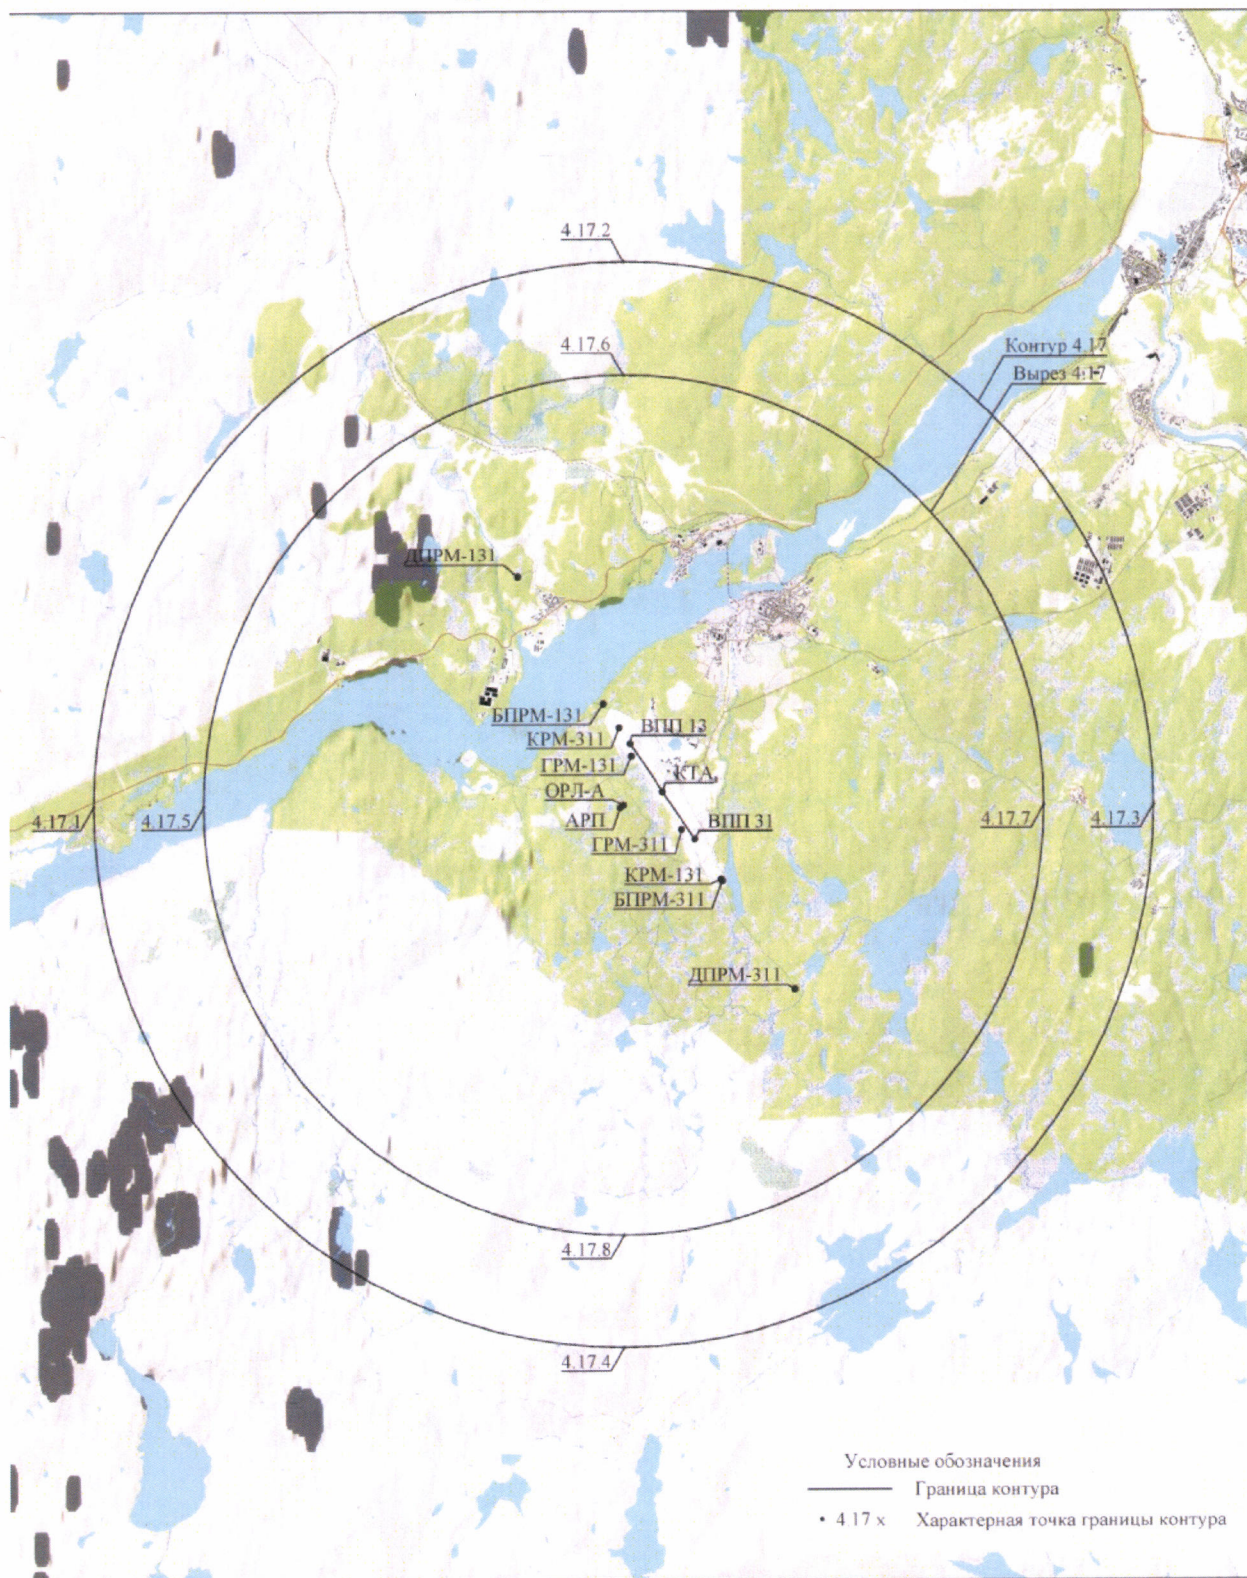 4.17.2
4.17.6
Контур 4.17
Вырез 4.17
ДПРМ-131
БПРМ-131
КРМ-311
ВПП 13
ГРМ-131
КТА
ОРЛ-А
АРП
4.17.1
4.17.5
ВПП 31
4.17.7
4.17.3
ГРМ-311
КРМ-131
БПРМ-311
ДПРМ-311
4.17.8
4.17.4
Условные обозначения
Граница контура
• 4.17 х Характерная точка границы контура